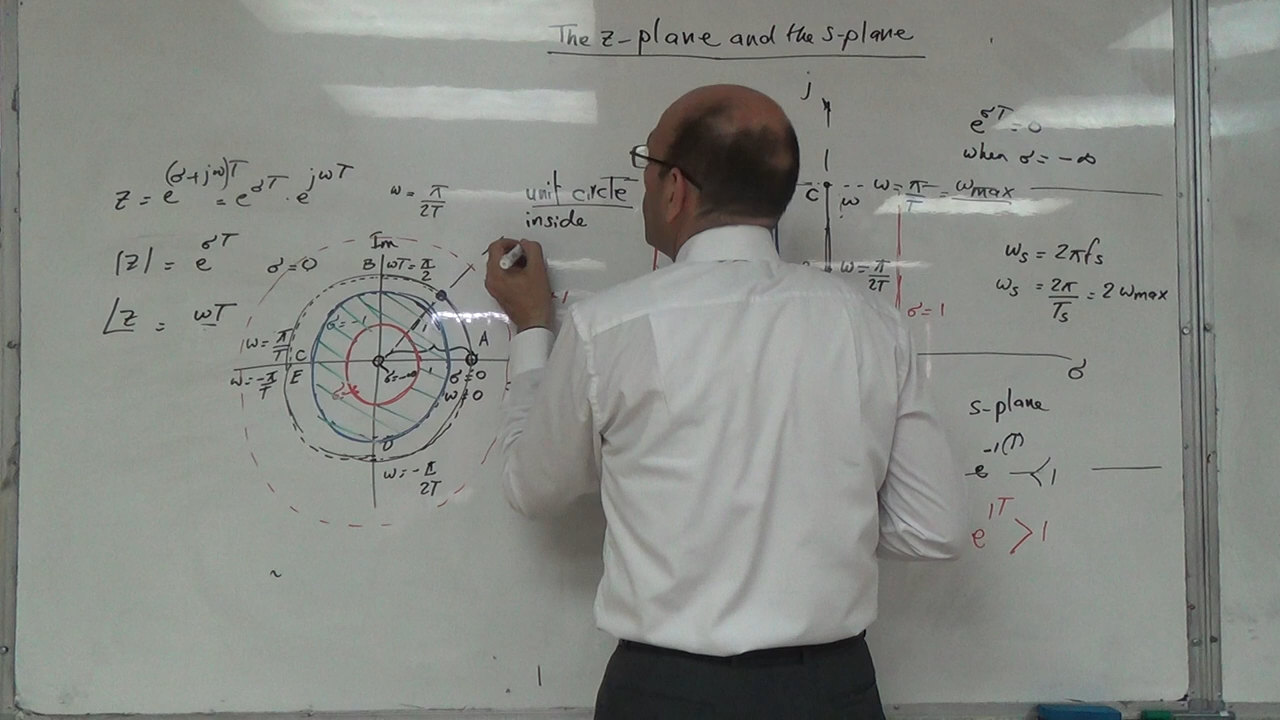 The z-plane and the s-plane
z = e^(σ+jω)T = e^σT · e^jωT
|z| = e^σT
∠z = ωT
ω = π/2T
unit circle
inside
Im
σ=0
B ωT = π/2
σ=-1
1
A
ω = π/T C
ω = -π/T E
σ=-∞
σ=0
ω=0
D
ω = -π/2T
j
C ω = π/T = ωmax
ω
ω = π/2T
σ=1
σ
s-plane
e^σT = 0
when σ = -∞
ωs = 2πfs
ωs = 2π/Ts = 2ωmax
e^-1(T) < 1
e^1T > 1